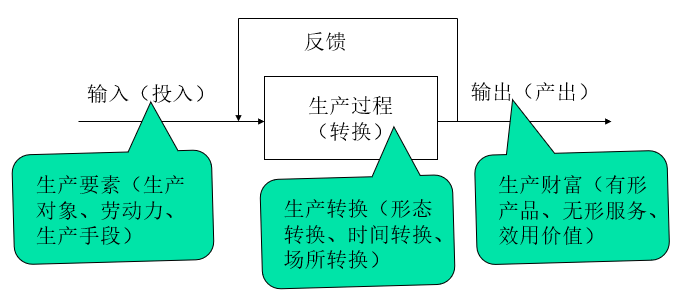 反馈
输入（投入）
生产过程
（转换）
输出（产出）
生产要素（生产
对象、劳动力、
生产手段）
生产转换（形态
转换、时间转换、
场所转换）
生产财富（有形
产品、无形服务、
效用价值）